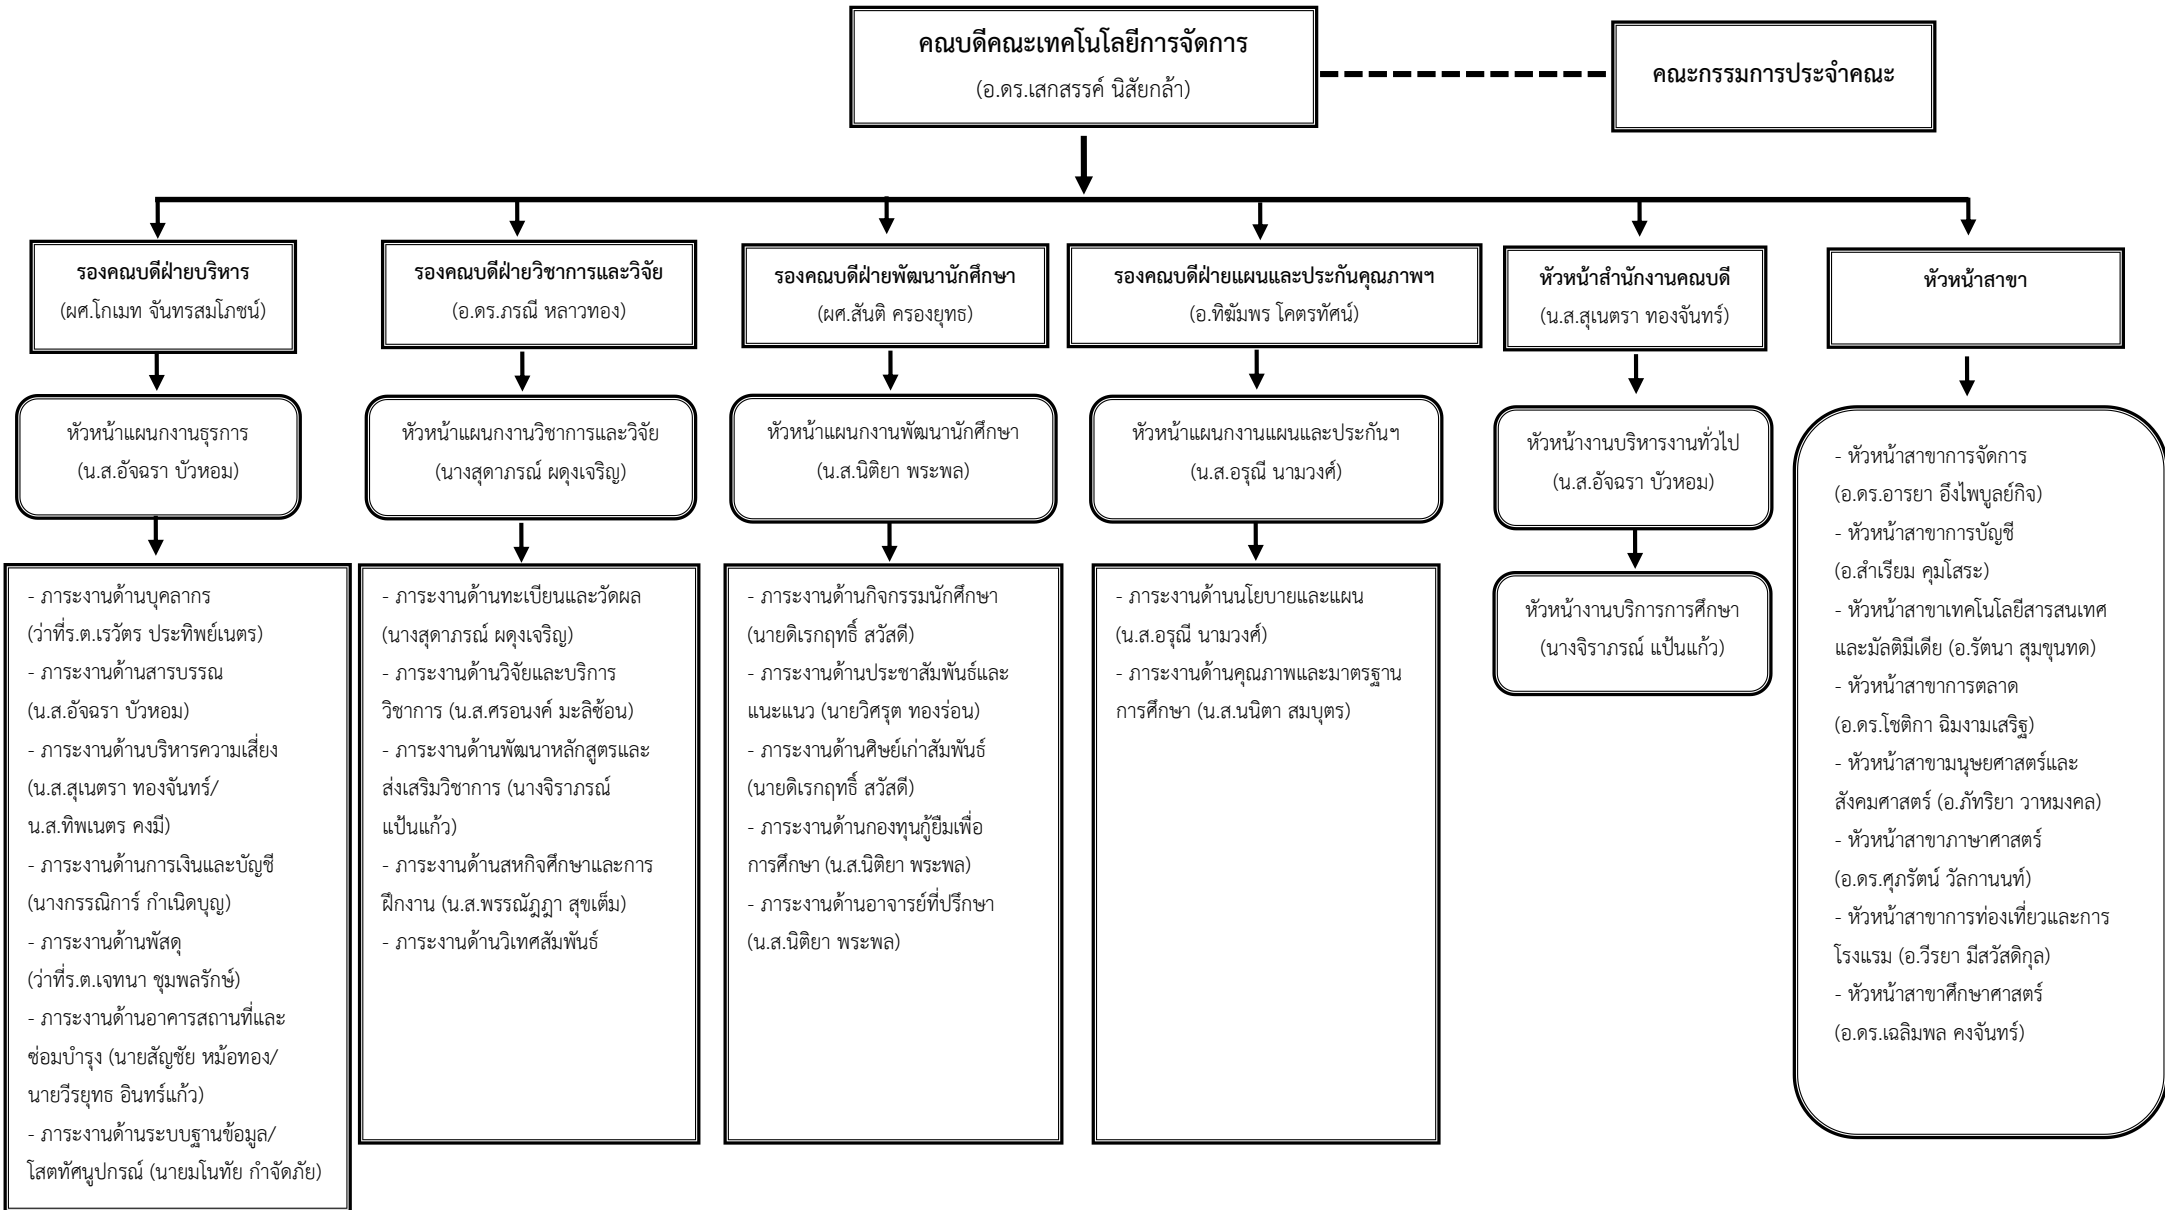 คณบดีคณะเทคโนโลยีการจัดการ
(อ.ดร.เสกสรรค์ นิสัยกล้า)
คณะกรรมการประจำคณะ
รองคณบดีฝ่ายบริหาร
(ผศ.โกเมท จันทรสมโภชน์)
รองคณบดีฝ่ายวิชาการและวิจัย
(อ.ดร.ภรณี หลาวทอง)
รองคณบดีฝ่ายพัฒนานักศึกษา
(ผศ.สันติ ครองยุทธ)
รองคณบดีฝ่ายแผนและประกันคุณภาพฯ
(อ.ทิฆัมพร โคตรทัศน์)
หัวหน้าสำนักงานคณบดี
(น.ส.สุเนตรา ทองจันทร์)
หัวหน้าสาขา
หัวหน้าแผนกงานธุรการ
(น.ส.อัจฉรา บัวหอม)
หัวหน้าแผนกงานวิชาการและวิจัย
(นางสุดาภรณ์ ผดุงเจริญ)
หัวหน้าแผนกงานพัฒนานักศึกษา
(น.ส.นิติยา พระพล)
หัวหน้าแผนกงานแผนและประกันฯ
(น.ส.อรุณี นามวงศ์)
หัวหน้างานบริหารงานทั่วไป
(น.ส.อัจฉรา บัวหอม)
หัวหน้างานบริการการศึกษา
(นางจิราภรณ์ แป้นแก้ว)
- ภาระงานด้านบุคลากร
(ว่าที่ร.ต.เรวัตร ประทิพย์เนตร)
- ภาระงานด้านสารบรรณ
(น.ส.อัจฉรา บัวหอม)
- ภาระงานด้านบริหารความเสี่ยง
(น.ส.สุเนตรา ทองจันทร์/
น.ส.ทิพเนตร คงมี)
- ภาระงานด้านการเงินและบัญชี
(นางกรรณิการ์ กำเนิดบุญ)
- ภาระงานด้านพัสดุ
(ว่าที่ร.ต.เจทนา ชุมพลรักษ์)
- ภาระงานด้านอาคารสถานที่และ
ซ่อมบำรุง (นายสัญชัย หม้อทอง/
นายวีรยุทธ อินทร์แก้ว)
- ภาระงานด้านระบบฐานข้อมูล/
โสตทัศนูปกรณ์ (นายมโนทัย กำจัดภัย)
- ภาระงานด้านทะเบียนและวัดผล
(นางสุดาภรณ์ ผดุงเจริญ)
- ภาระงานด้านวิจัยและบริการ
วิชาการ (น.ส.ศรอนงค์ มะลิซ้อน)
- ภาระงานด้านพัฒนาหลักสูตรและ
ส่งเสริมวิชาการ (นางจิราภรณ์
แป้นแก้ว)
- ภาระงานด้านสหกิจศึกษาและการ
ฝึกงาน (น.ส.พรรณัฎฎา สุขเต็ม)
- ภาระงานด้านวิเทศสัมพันธ์
- ภาระงานด้านกิจกรรมนักศึกษา
(นายดิเรกฤทธิ์ สวัสดี)
- ภาระงานด้านประชาสัมพันธ์และ
แนะแนว (นายวิศรุต ทองร่อน)
- ภาระงานด้านศิษย์เก่าสัมพันธ์
(นายดิเรกฤทธิ์ สวัสดี)
- ภาระงานด้านกองทุนกู้ยืมเพื่อ
การศึกษา (น.ส.นิติยา พระพล)
- ภาระงานด้านอาจารย์ที่ปรึกษา
(น.ส.นิติยา พระพล)
- ภาระงานด้านนโยบายและแผน
(น.ส.อรุณี นามวงศ์)
- ภาระงานด้านคุณภาพและมาตรฐาน
การศึกษา (น.ส.นนิตา สมบุตร)
- หัวหน้าสาขาการจัดการ
(อ.ดร.อารยา อึงไพบูลย์กิจ)
- หัวหน้าสาขาการบัญชี
(อ.สำเรียม คุมโสระ)
- หัวหน้าสาขาเทคโนโลยีสารสนเทศ
และมัลติมีเดีย (อ.รัตนา สุมขุนทด)
- หัวหน้าสาขาการตลาด
(อ.ดร.โชติกา ฉิมงามเสริฐ)
- หัวหน้าสาขามนุษยศาสตร์และ
สังคมศาสตร์ (อ.ภัทริยา วาหมงคล)
- หัวหน้าสาขาภาษาศาสตร์
(อ.ดร.ศุภรัตน์ วัลกานนท์)
- หัวหน้าสาขาการท่องเที่ยวและการ
โรงแรม (อ.วีรยา มีสวัสดิกุล)
- หัวหน้าสาขาศึกษาศาสตร์
(อ.ดร.เฉลิมพล คงจันทร์)